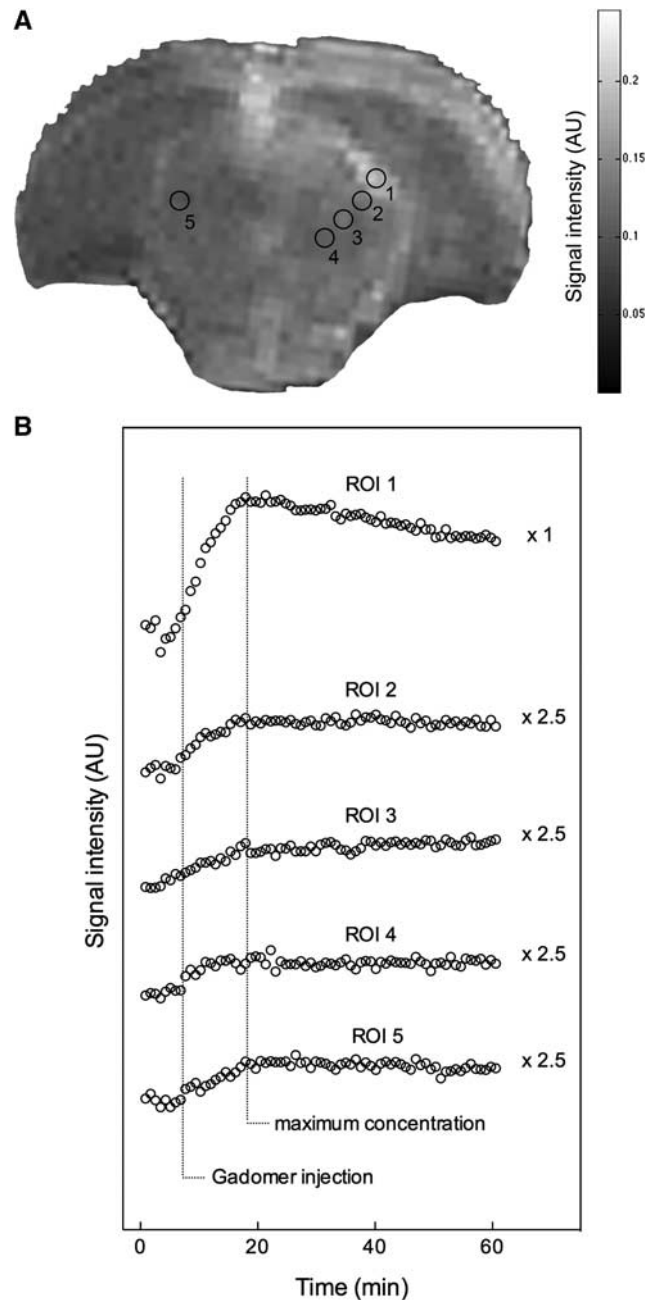 A
Signal intensity (AU)
0.2
0.15
0.1
0.05
1
2
3
4
5
B
Signal intensity (AU)
ROI 1
x 1
ROI 2
x 2.5
ROI 3
x 2.5
ROI 4
x 2.5
ROI 5
x 2.5
maximum concentration
Gadomer injection
0 20 40 60
Time (min)